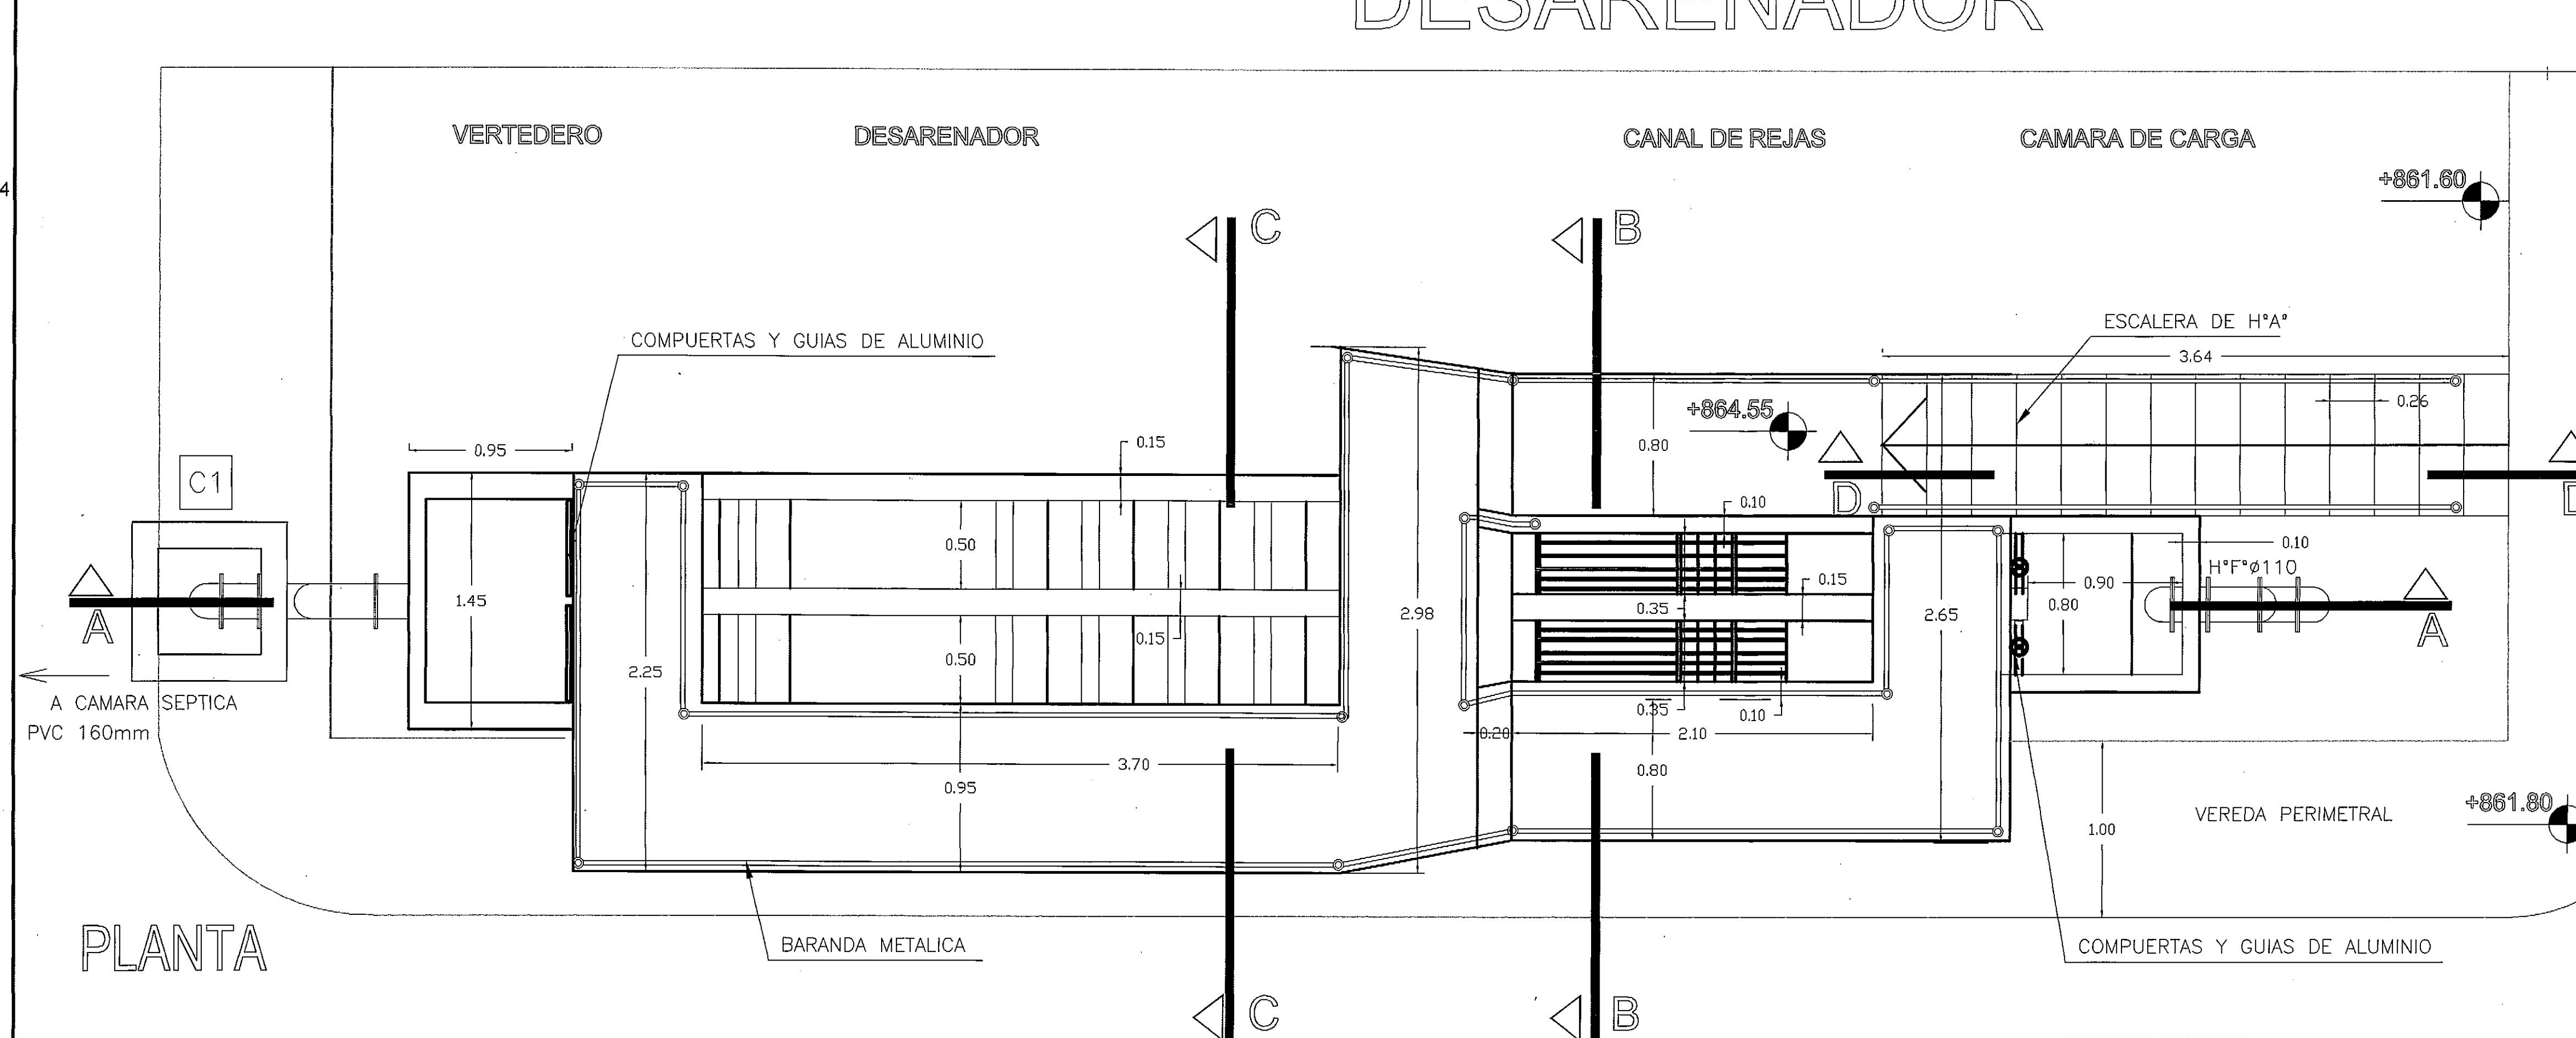 DESARENADOR
VERTEDERO
DESARENADOR
CANAL DE REJAS
CAMARA DE CARGA
4
+861.60
C
B
ESCALERA DE H°A°
COMPUERTAS Y GUIAS DE ALUMINIO
3.64
0.26
+864.55
0.15
0.80
0.95
C1
D
D
0.10
0.10
0.50
H°F°ø110
0.15
0.90
1.45
0.35
0.80
2.98
2.65
A
A
0.15
0.50
2.25
A CAMARA SEPTICA
PVC 160mm
0.35
0.10
0.20
2.10
3.70
0.80
0.95
+861.80
VEREDA PERIMETRAL
1.00
PLANTA
BARANDA METALICA
COMPUERTAS Y GUIAS DE ALUMINIO
C
B